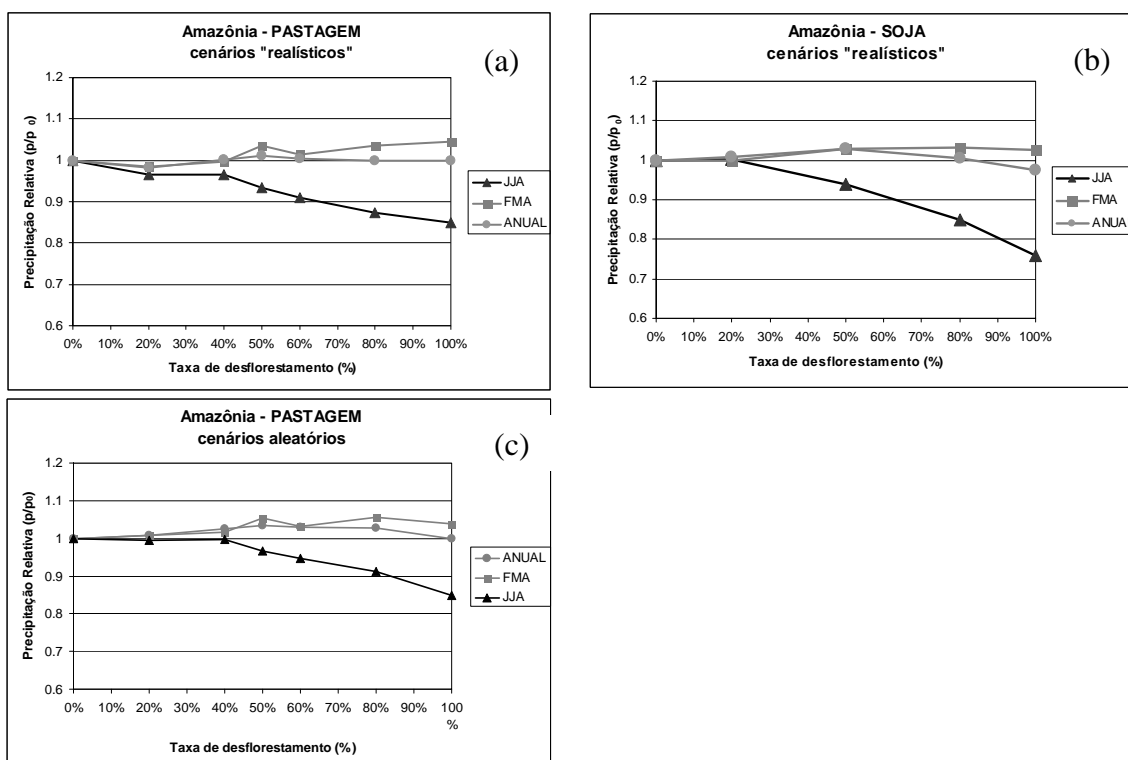 Amazônia - PASTAGEM
cenários "realísticos"
(a)
Precipitação Relativa (p/p 0)
1.2
1.1
1
0.9
0.8
0.7
0.6
0% 10% 20% 30% 40% 50% 60% 70% 80% 90% 100%
Taxa de desflorestamento (%)
JJA
FMA
ANUAL
Amazônia - SOJA
cenários "realísticos"
(b)
Precipitação Relativa (p/p 0)
1.2
1.1
1
0.9
0.8
0.7
0.6
0% 10% 20% 30% 40% 50% 60% 70% 80% 90% 100%
Taxa de desflorestamento (%)
JJA
FMA
ANUA
Amazônia - PASTAGEM
cenários aleatórios
(c)
Precipitação Relativa (p/p0)
1.2
1.1
1
0.9
0.8
0.7
0.6
0% 10% 20% 30% 40% 50% 60% 70% 80% 90% 100
%
Taxa de desflorestamento (%)
ANUAL
FMA
JJA